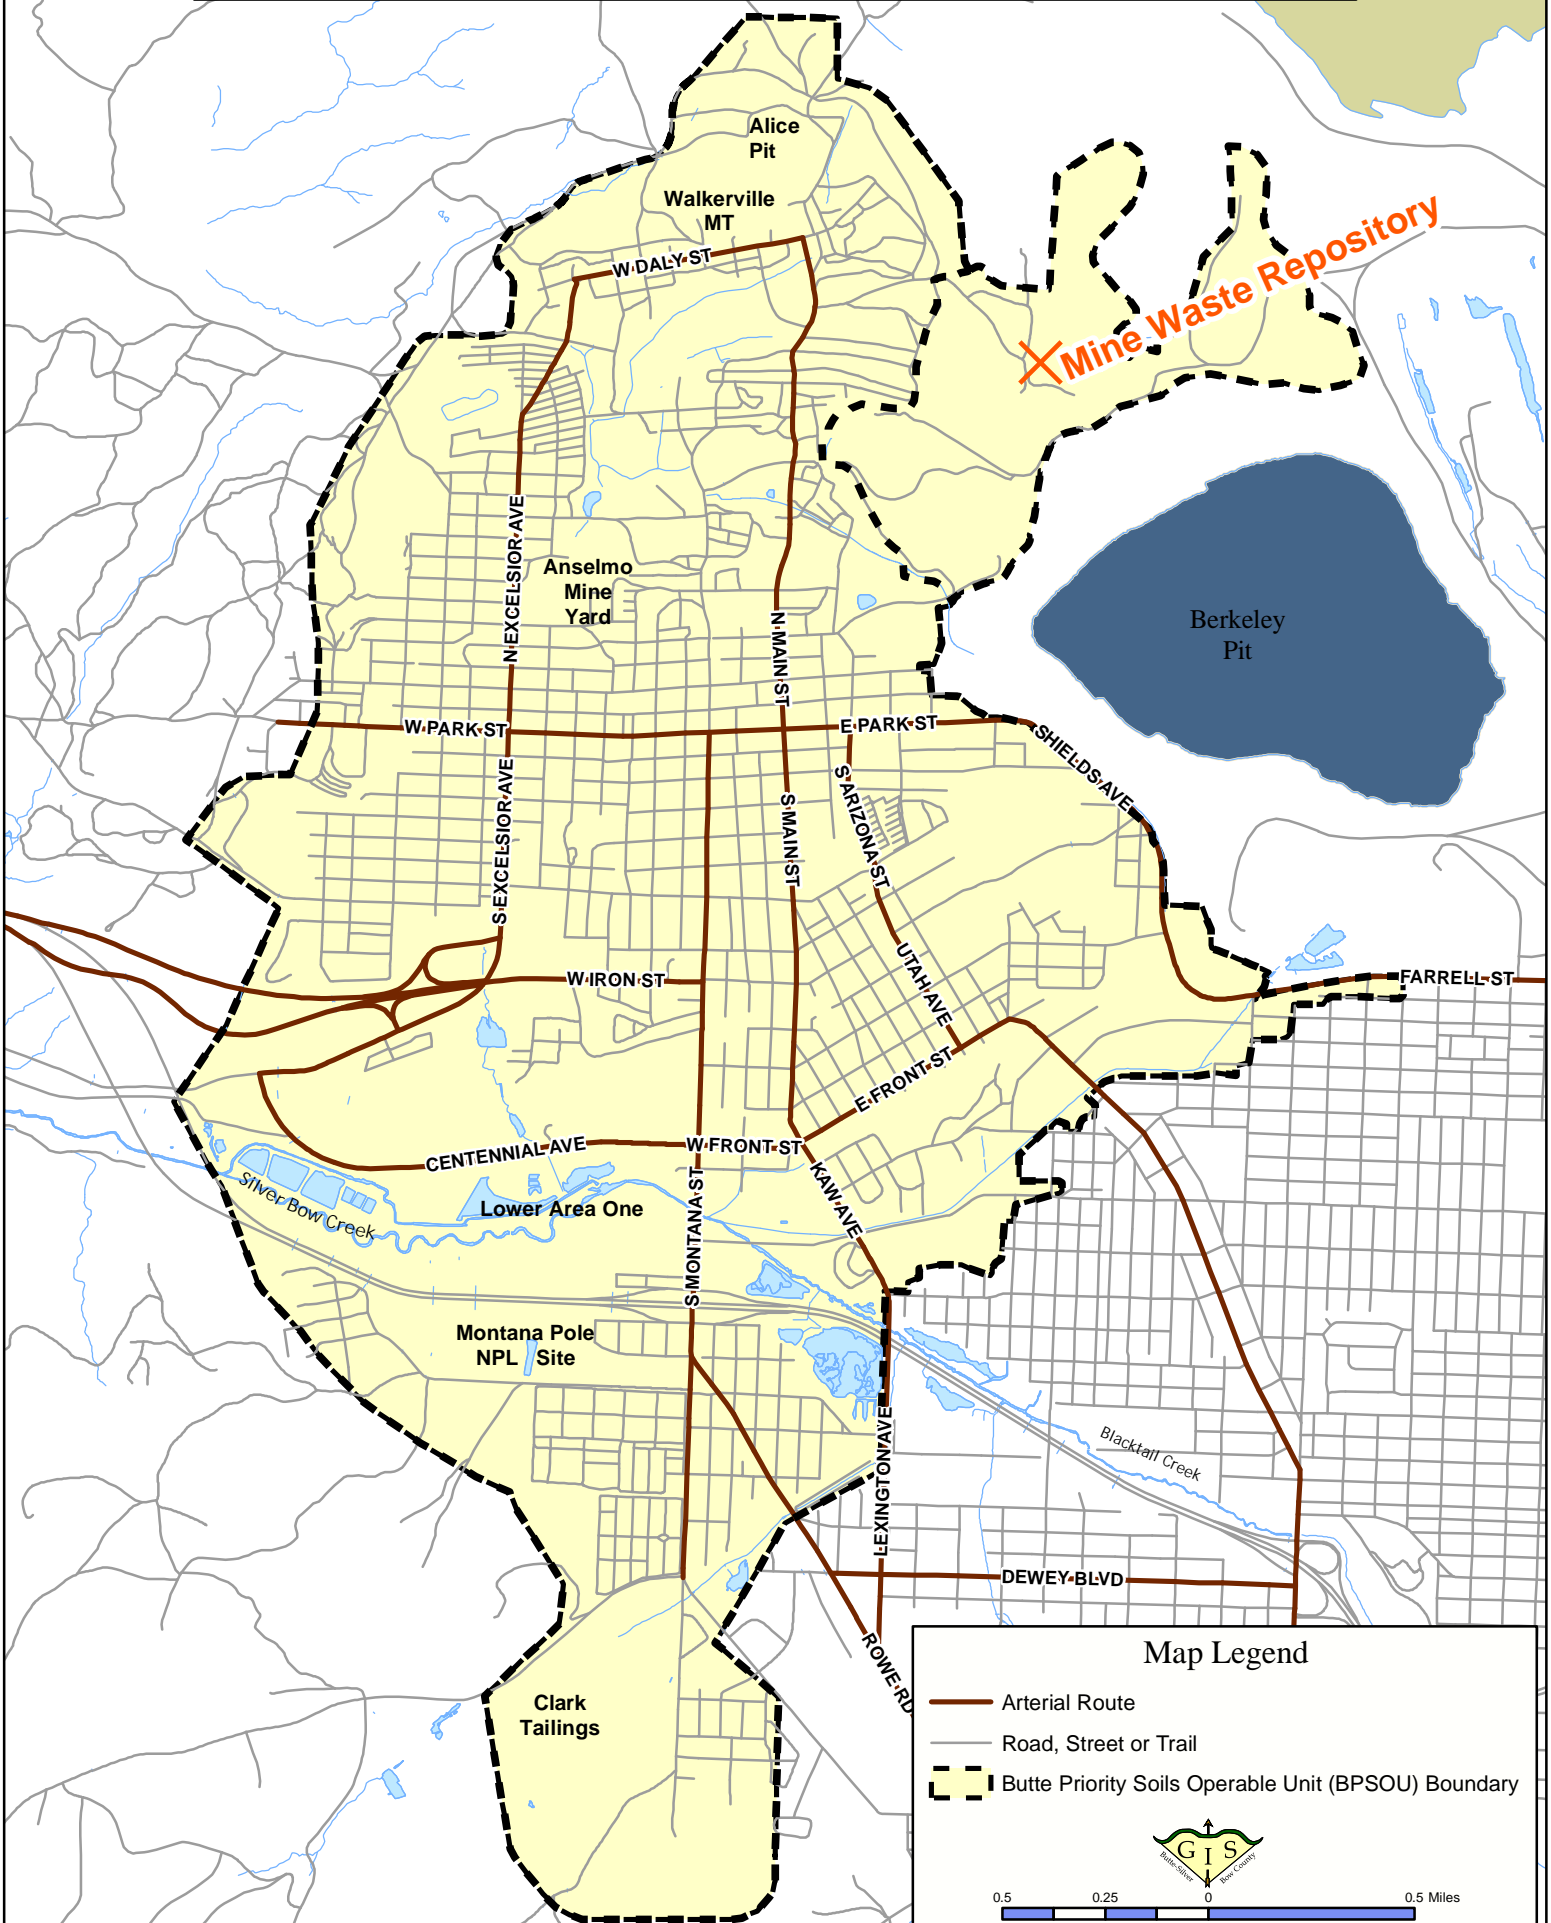 Alice
Pit
Walkerville
MT
W DALY ST
Mine Waste Repository
N EXCELSIOR AVE
Anselmo
Mine
Yard
N MAIN ST
Berkeley
Pit
W PARK ST
E PARK ST
SHIELDS AVE
S EXCELSIOR AVE
S MAIN ST
S ARIZONA ST
UTAH AVE
W IRON ST
FARRELL ST
E FRONT ST
CENTENNIAL AVE
W FRONT ST
KAW AVE
Silver Bow Creek
Lower Area One
S MONTANA ST
Montana Pole
NPL Site
LEXINGTON AVE
Blacktail Creek
DEWEY BLVD
ROWE RD
Clark
Tailings
Map Legend
Arterial Route
Road, Street or Trail
Butte Priority Soils Operable Unit (BPSOU) Boundary
G I S
Butte-Silver
Bow County
0.5 0.25 0 0.5 Miles